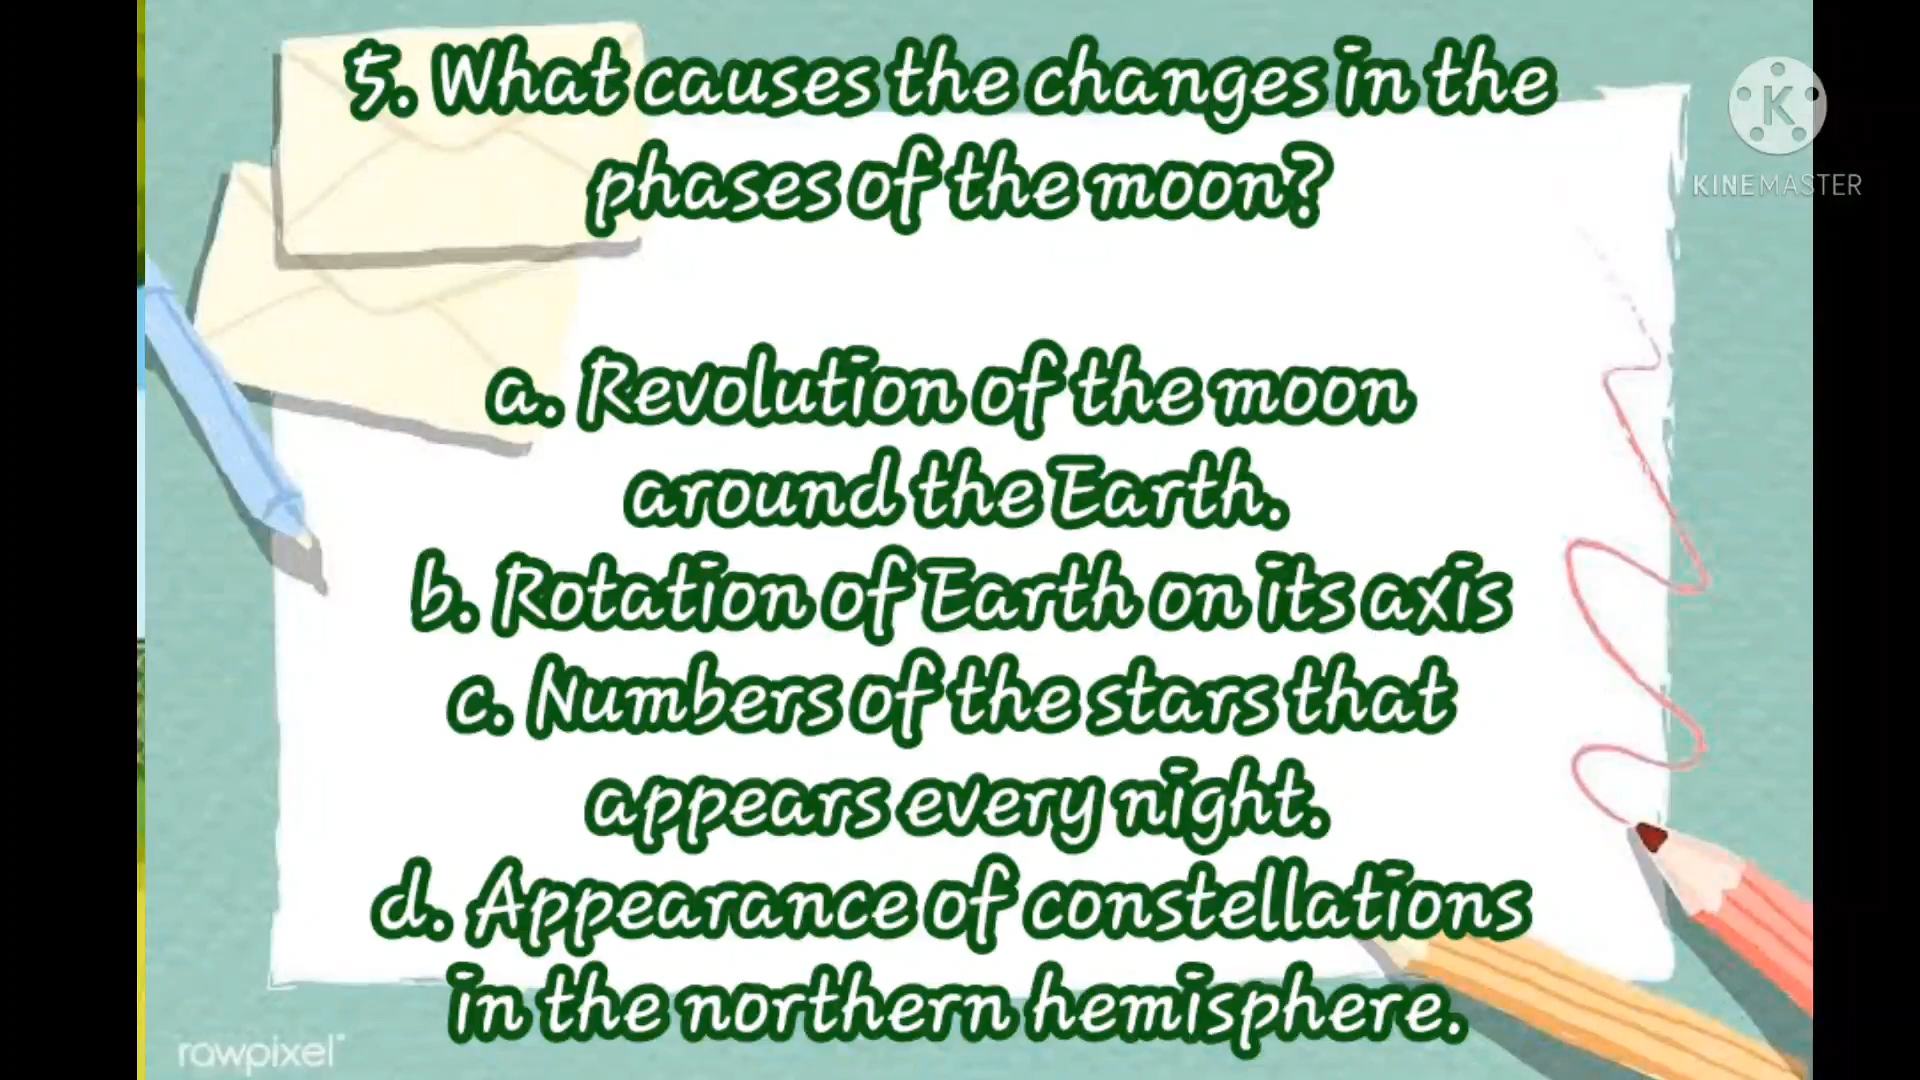 5. What causes the changes in the
phases of the moon?
a. Revolution of the moon
around the Earth.
b. Rotation of Earth on its axis
c. Numbers of the stars that
appears every night.
d. Appearance of constellations
in the northern hemisphere.
K
KINEMASTER
rawpixel